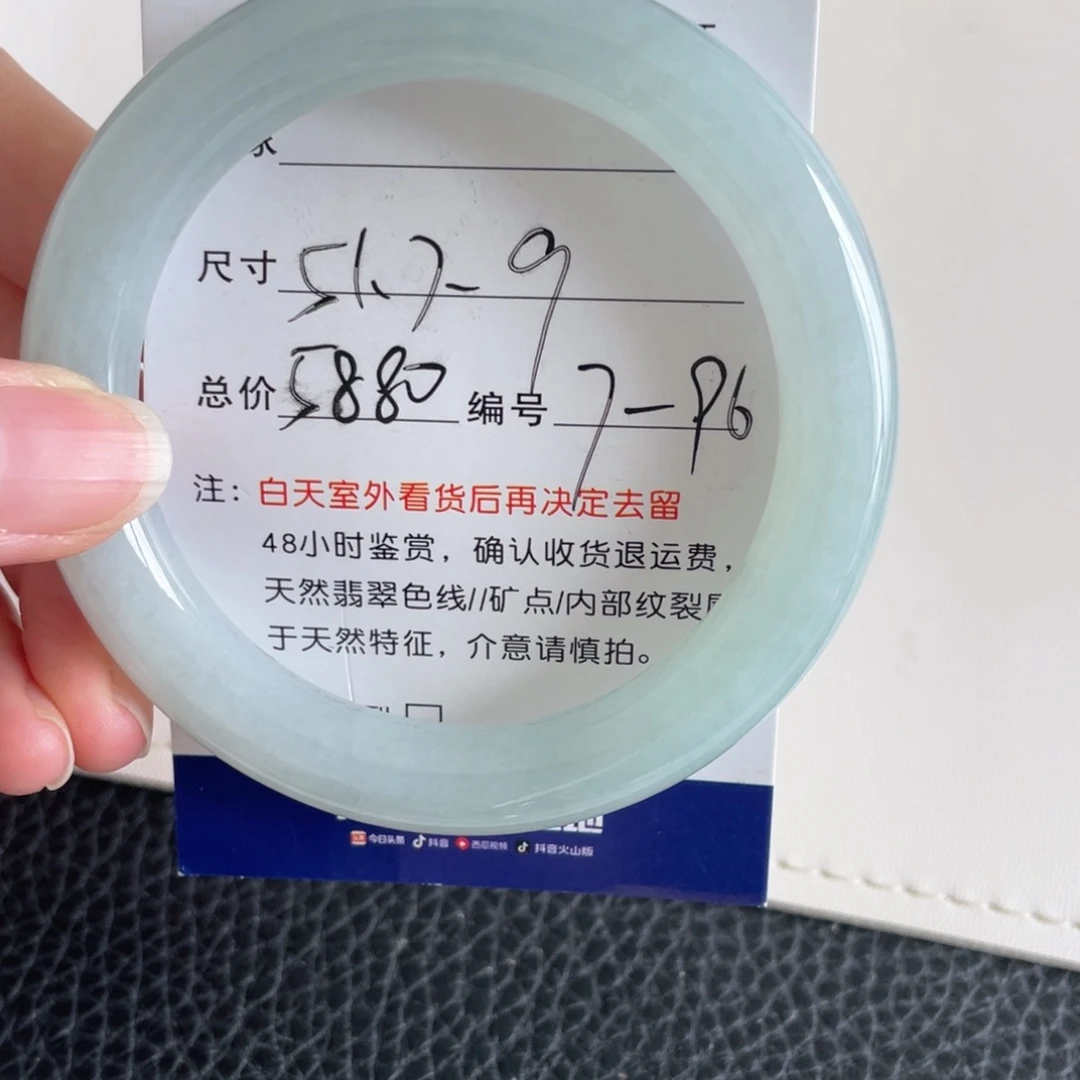 尺寸 51.7-9
总价 5880 编号 7-P6
注：白天室外看货后再决定去留
48小时鉴赏，确认收货退运费，
天然翡翠色线//矿点/内部纹裂
于天然特征，介意请慎拍。
今日头条 抖音 西瓜视频 抖音火山版